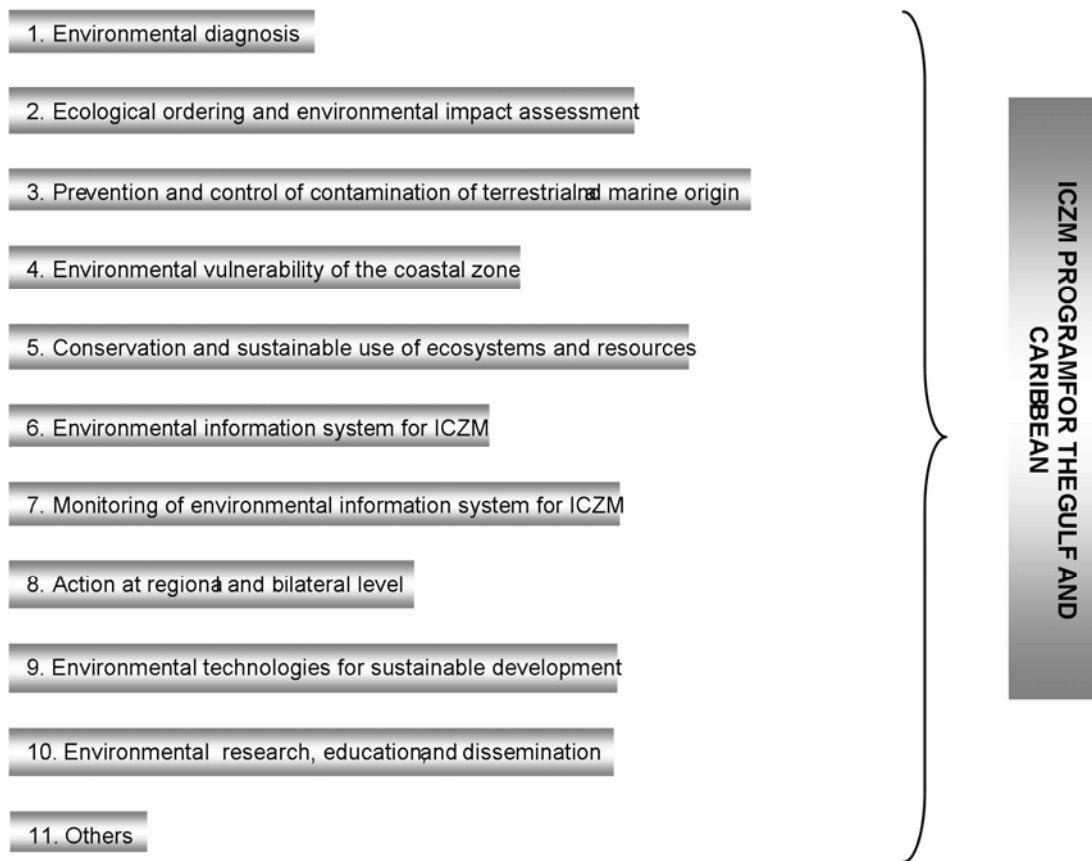 1. Environmental diagnosis
2. Ecological ordering and environmental impact assessment
3. Prevention and control of contamination of terrestrial and marine origin
4. Environmental vulnerability of the coastal zone
5. Conservation and sustainable use of ecosystems and resources
6. Environmental information system for ICZM
7. Monitoring of environmental information system for ICZM
8. Action at regional and bilateral level
9. Environmental technologies for sustainable development
10. Environmental research, education, and dissemination
11. Others
ICZM PROGRAMFOR THEGULF AND
CARIBBEAN